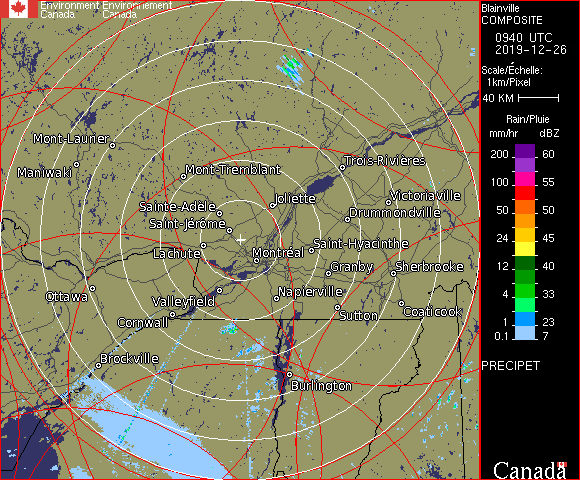 Environment Environnement
Canada Canada
Blainville
COMPOSITE
0940 UTC
2019-12-26
Scale/Échelle:
1km/Pixel
40 KM
Rain/Pluie
mm/hr dBZ
200 60
100 55
50 50
24 45
12 40
4 33
1 23
0.1 7
PRECIPET
Canada
Mont-Laurier
Maniwaki
Mont-Tremblant
Trois-Rivières
Joliette
Victoriaville
Sainte-Adèle
Drummondville
Saint-Jérôme
Lachute
Montréal
Saint-Hyacinthe
Granby
Sherbrooke
Ottawa
Valleyfield
Napierville
Cornwall
Sutton
Coaticook
Brockville
Burlington